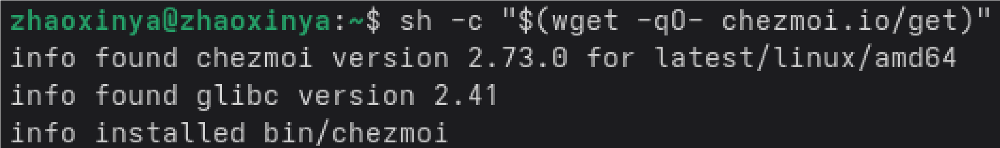 zhaoxinya@zhaoxinya:~$ sh -c "$(wget -qO- chezmoi.io/get)"
info found chezmoi version 2.73.0 for latest/linux/amd64
info found glibc version 2.41
info installed bin/chezmoi